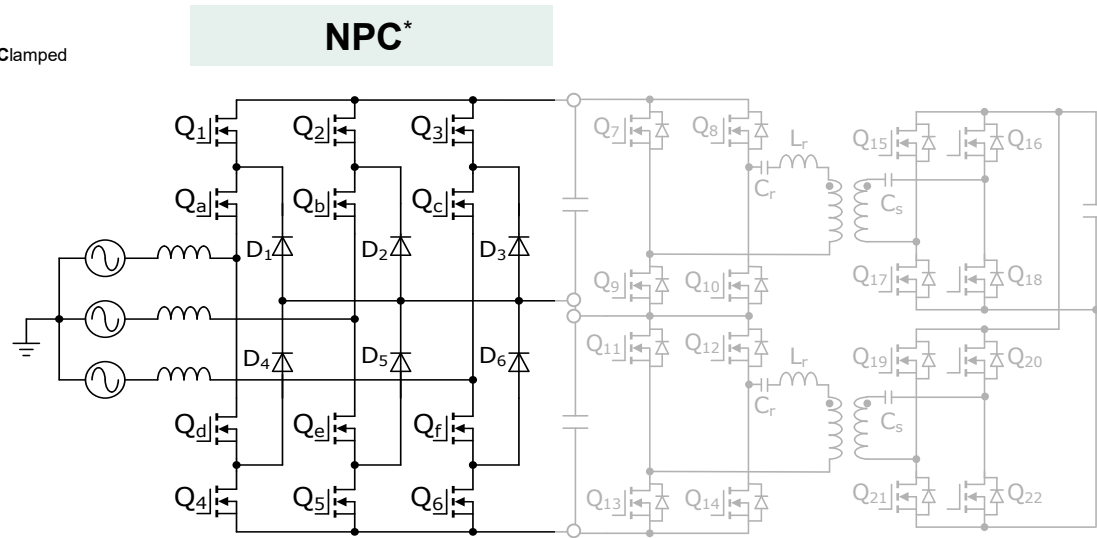 NPC*
Clamped
Q1 Q2 Q3
Q7 Q8 Lr Q15 Q16
Cr Cs
Qa Qb Qc
D1 D2 D3
Q9 Q10 Q17 Q18
D4 D5 D6
Q11 Q12 Lr Q19 Q20
Cr Cs
Qd Qe Qf
Q4 Q5 Q6
Q13 Q14 Q21 Q22